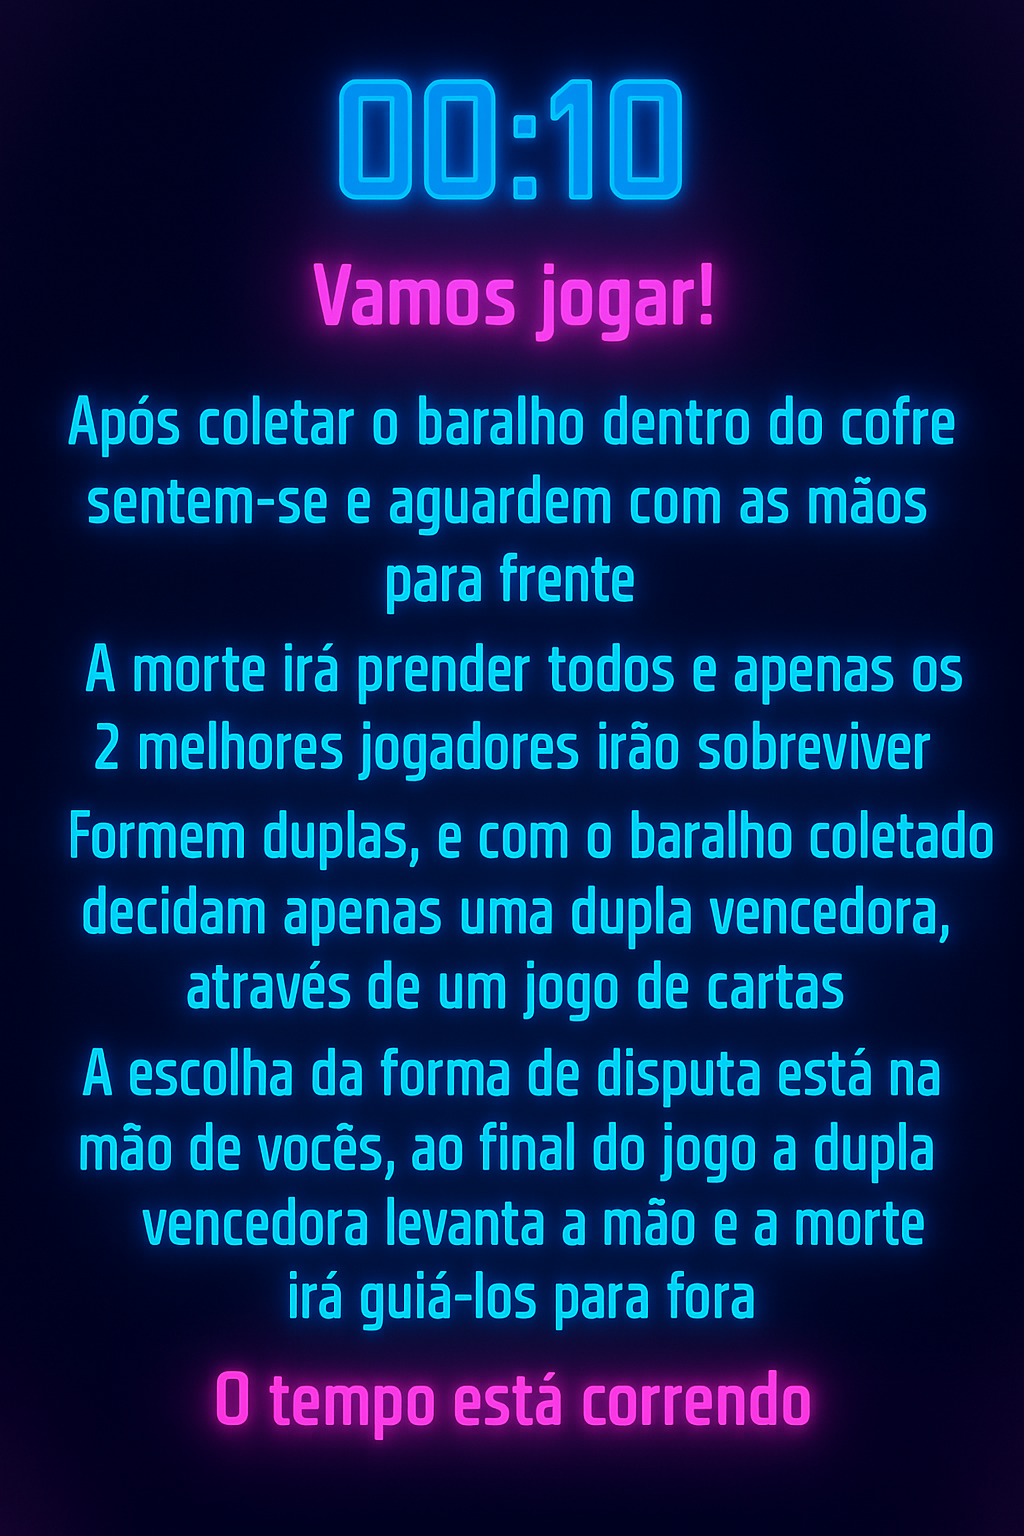 00:10
Vamos jogar!
Após coletar o baralho dentro do cofre
sentem-se e aguardem com as mãos
para frente
A morte irá prender todos e apenas os
2 melhores jogadores irão sobreviver
Formem duplas, e com o baralho coletado
decidam apenas uma dupla vencedora,
através de um jogo de cartas
A escolha da forma de disputa está na
mão de vocẽs, ao final do jogo a dupla
vencedora levanta a mão e a morte
irá guiá-los para fora
O tempo está correndo